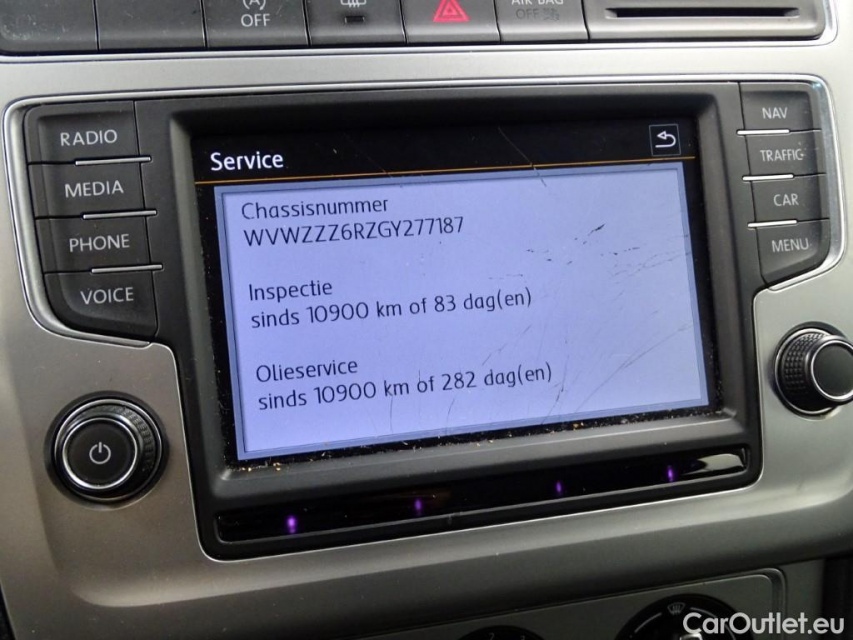 (A)
OFF
AIR BAG
OFF
RADIO
MEDIA
PHONE
VOICE
Service
Chassisnummer
WVWZZZ6RZGY277187
Inspectie
sinds 10900 km of 83 dag(en)
Olieservice
sinds 10900 km of 282 dag(en)
NAV
TRAFFIC
CAR
MENU
CarOutlet.eu